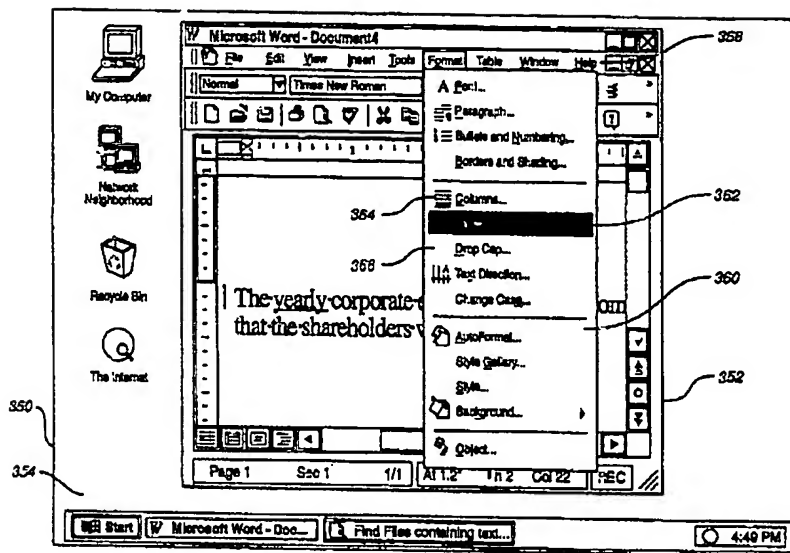 Microsoft Word - Document4
358
File Edit View Insert Tools Format Table Window Help
Normal Times New Roman
My Computer
Network Neighborhood
Recycle Bin
The Internet
Font...
Paragraph...
Bullets and Numbering...
Borders and Shading...
Columns...
Drop Cap...
Text Direction...
Change Case...
AutoFormat...
Style Gallery...
Style...
Background...
Object...
364
362
366
360
352
350
354
The yearly corporate
that the shareholders
Page 1 Sec 1 1/1 At 1.2" Ln 2 Col 22 REC
Start Microsoft Word - Doc... Find Files containing text... 4:49 PM